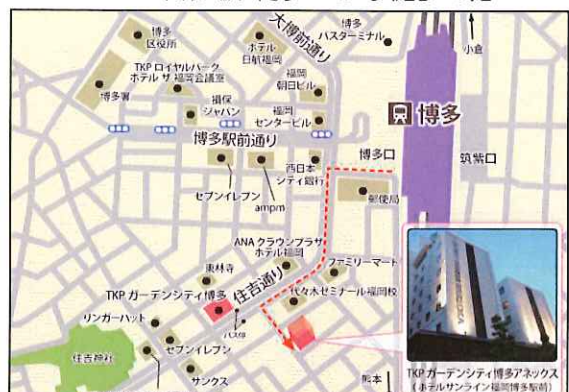 大博前通り
博多
バスターミナル
小倉
博多
区役所
ホテル
日航福岡
TKP ロイヤルパーク
ホテル ザ 福岡会議室
福岡
朝日ビル
博多署
損保
ジャパン
福岡
センタービル
博多
博多駅前通り
博多口
筑紫口
西日本
シティ銀行
セブンイレブン
ampm
郵便局
ANAクラウンプラザ
ホテル福岡
ファミリーマート
東林寺
住吉通り
代々木ゼミナール福岡校
TKP ガーデンシティ博多
バス停
リンガーハット
住吉神社
セブンイレブン
サンクス
熊本
TKP ガーデンシティ博多アネックス
(ホテルサンライン福岡博多駅前)